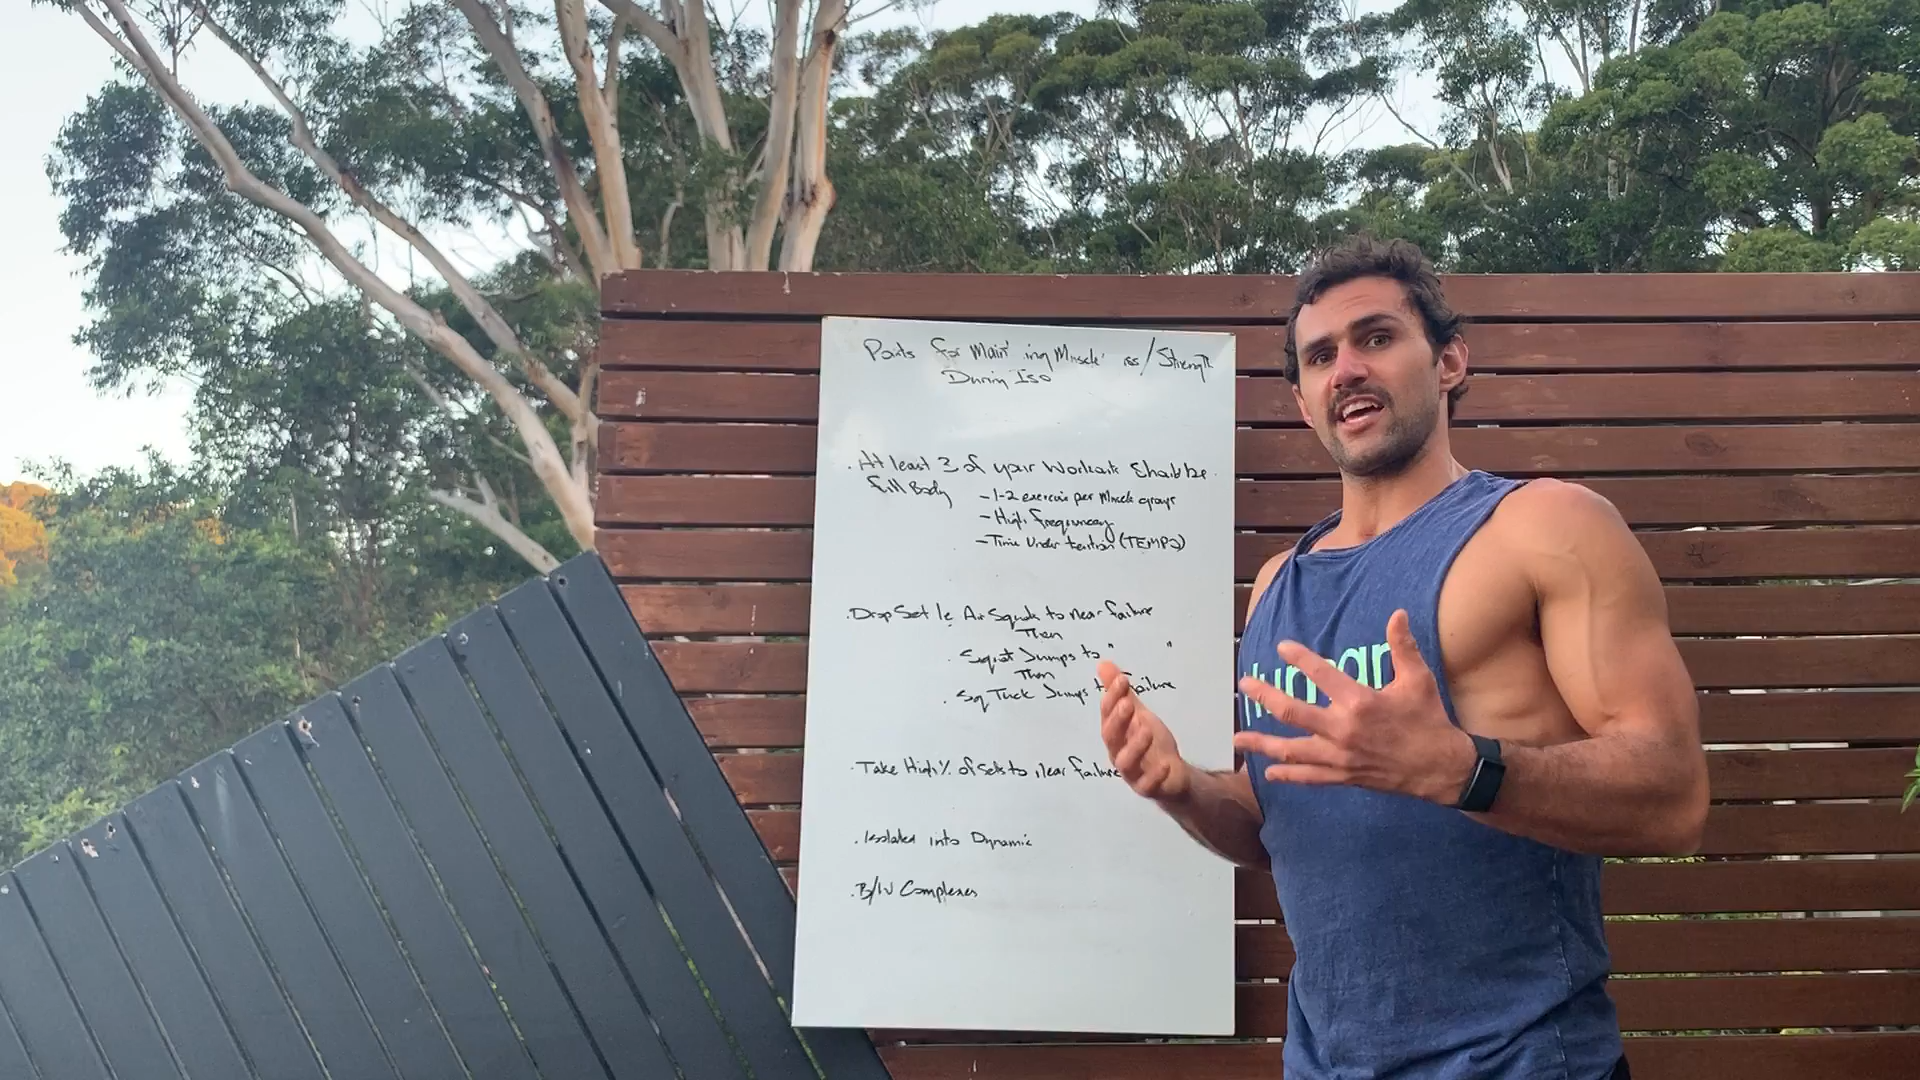 Points for Main' ing Muscle' ss/Strength
During Iso
. At least 3 of your Workouts Should be
full Body
- 1-2 exercise per Muscle groups
- High frequency
- Time Under tention (TEMPO)
. Drop Set Ie Air Squats to near failure
Then
. Squat Jumps to " "
Then
. Sq Tuck Jumps to Failure
. Take High % of Sets to near failure
. Isolated into Dynamic
. B/W Complexes
human